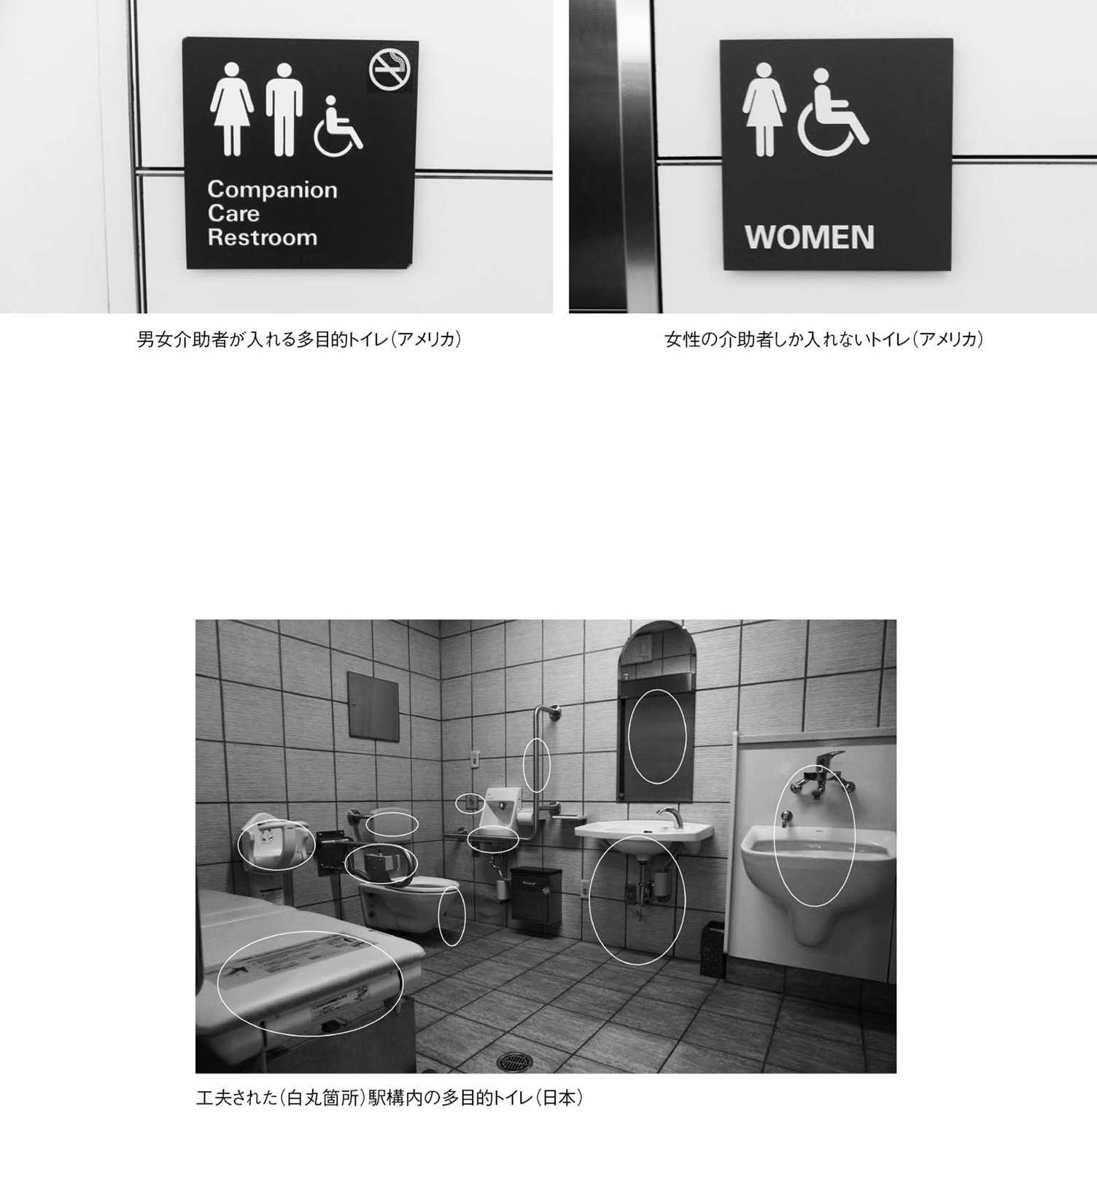 Companion
Care
Restroom
WOMEN
男女介助者が入れる多目的トイレ（アメリカ）
女性の介助者しか入れないトイレ（アメリカ）
工夫された（白丸箇所）駅構内の多目的トイレ（日本）